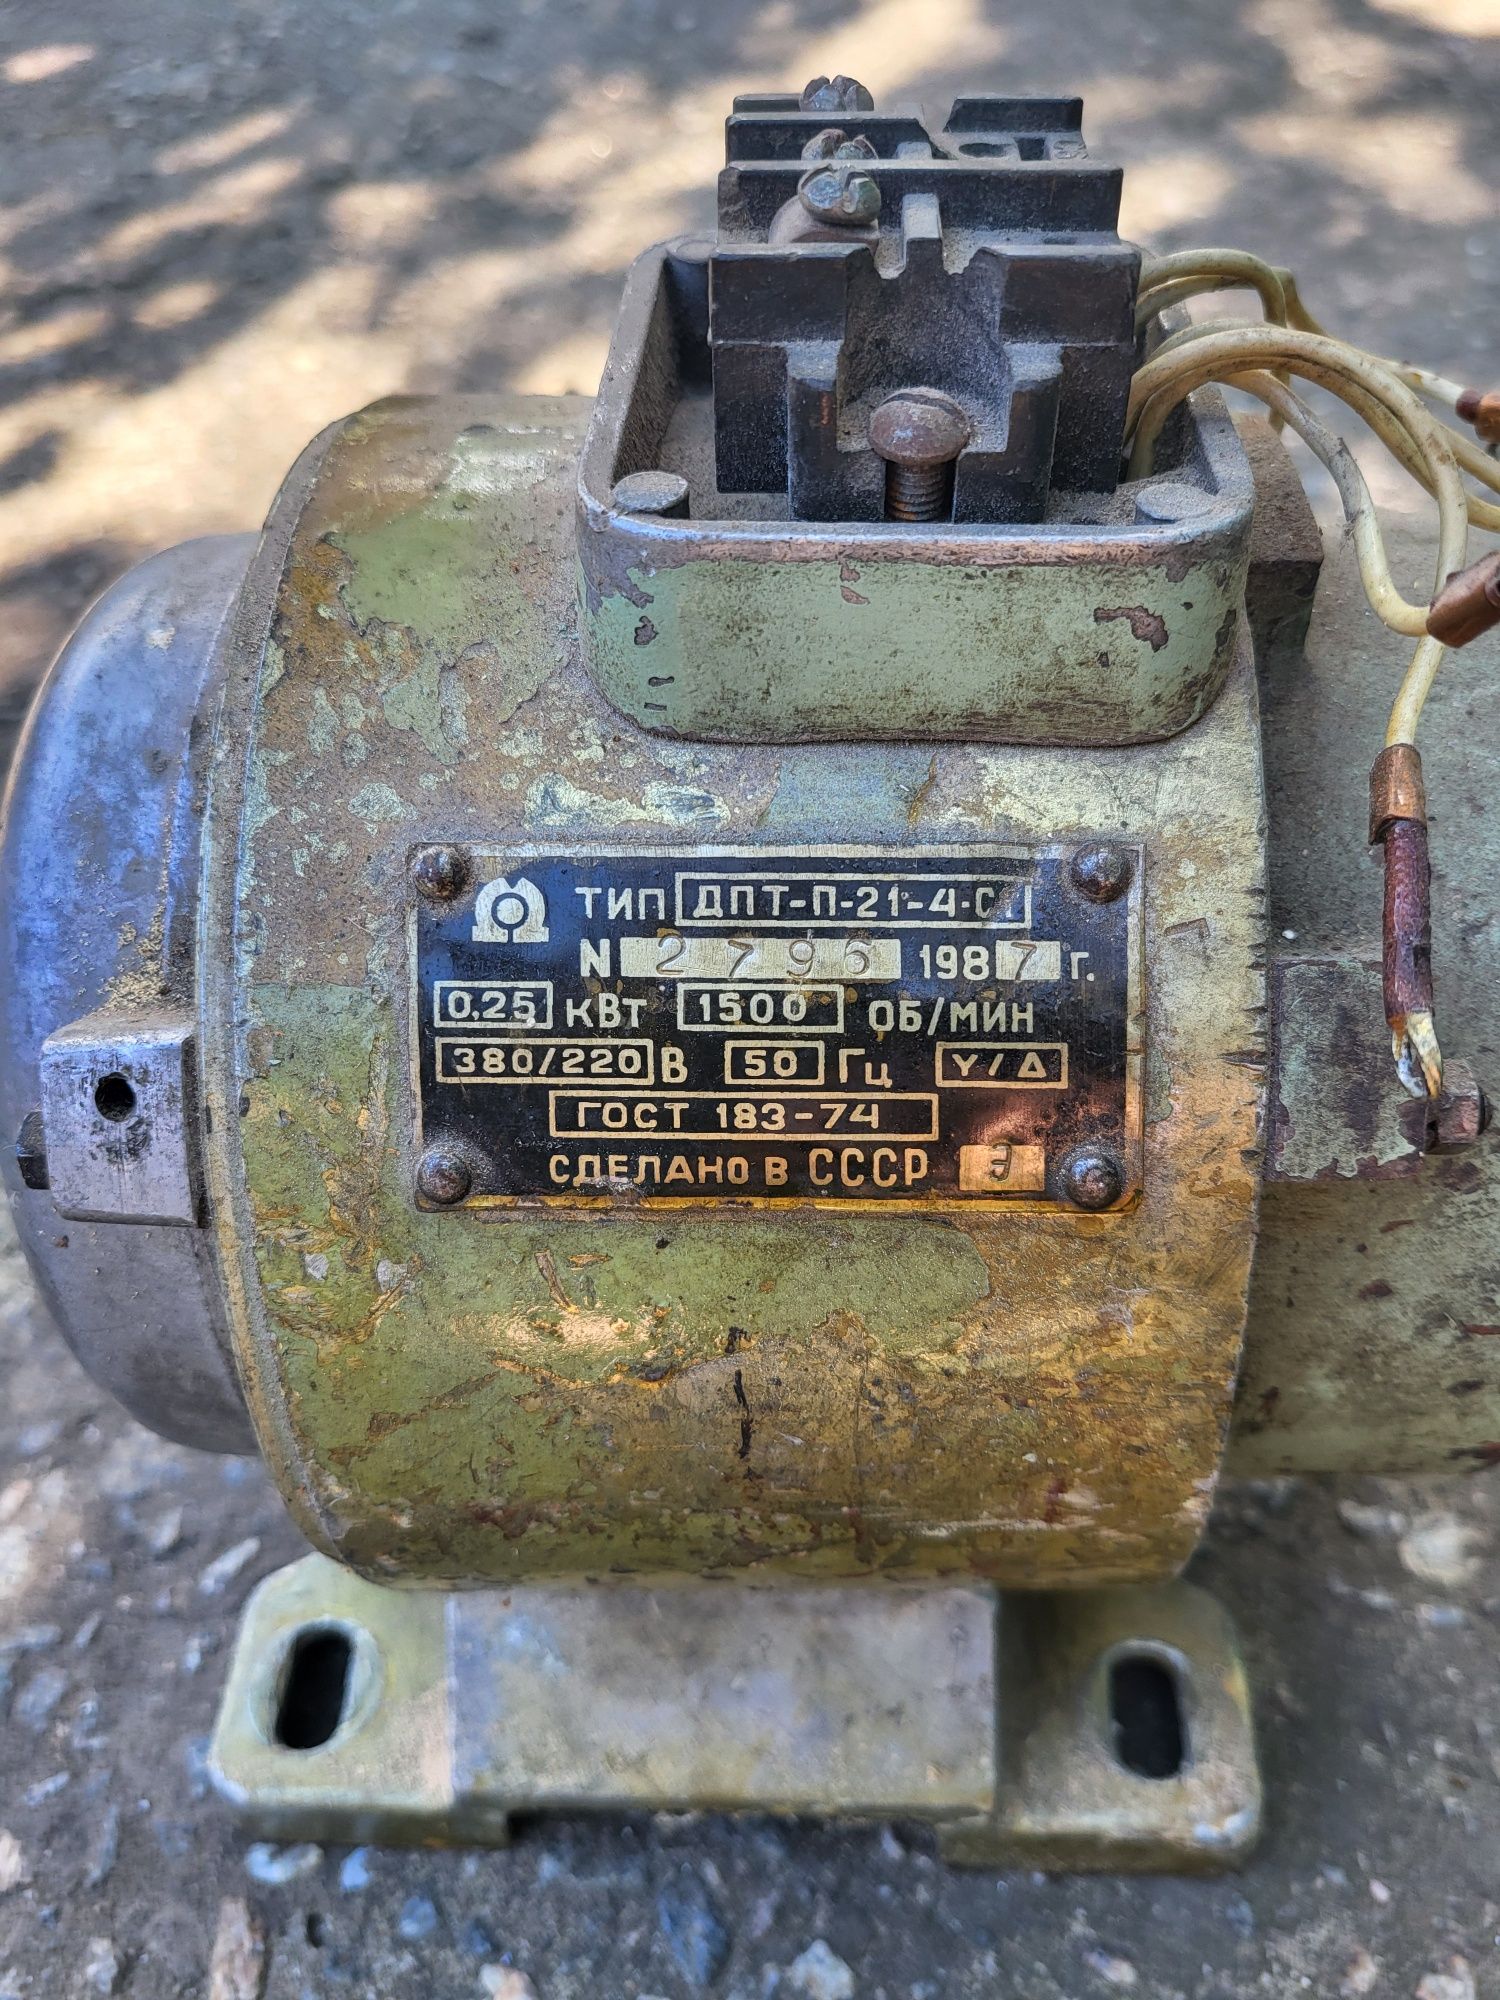 ТИП ДПТ-П-21-4-С1
N 2796 1987 г.
0.25 кВт 1500 ОБ/МИН
380/220 В 50 Гц Y/Δ
ГОСТ 183-74
СДЕЛАНО В СССР Э